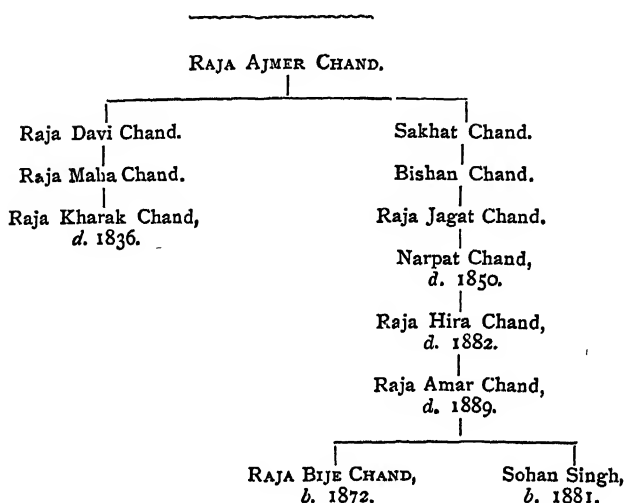 RAJA AJMER CHAND.
Raja Davi Chand.
Sakhat Chand.
Raja Maha Chand.
Bishan Chand.
Raja Kharak Chand,
d. 1836.
Raja Jagat Chand.
Narpat Chand,
d. 1850.
Raja Hira Chand,
d. 1882.
Raja Amar Chand,
d. 1889.
RAJA BIJE CHAND,
b. 1872.
Sohan Singh,
b. 1881.